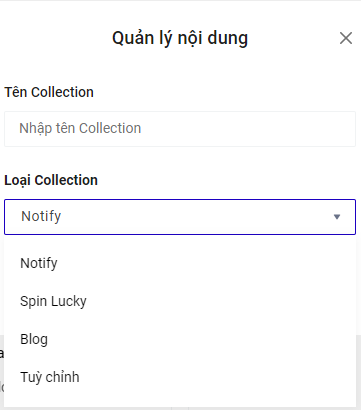 Quản lý nội dung
Tên Collection
Nhập tên Collection
Loại Collection
Notify
Notify
Spin Lucky
Blog
Tuỳ chỉnh